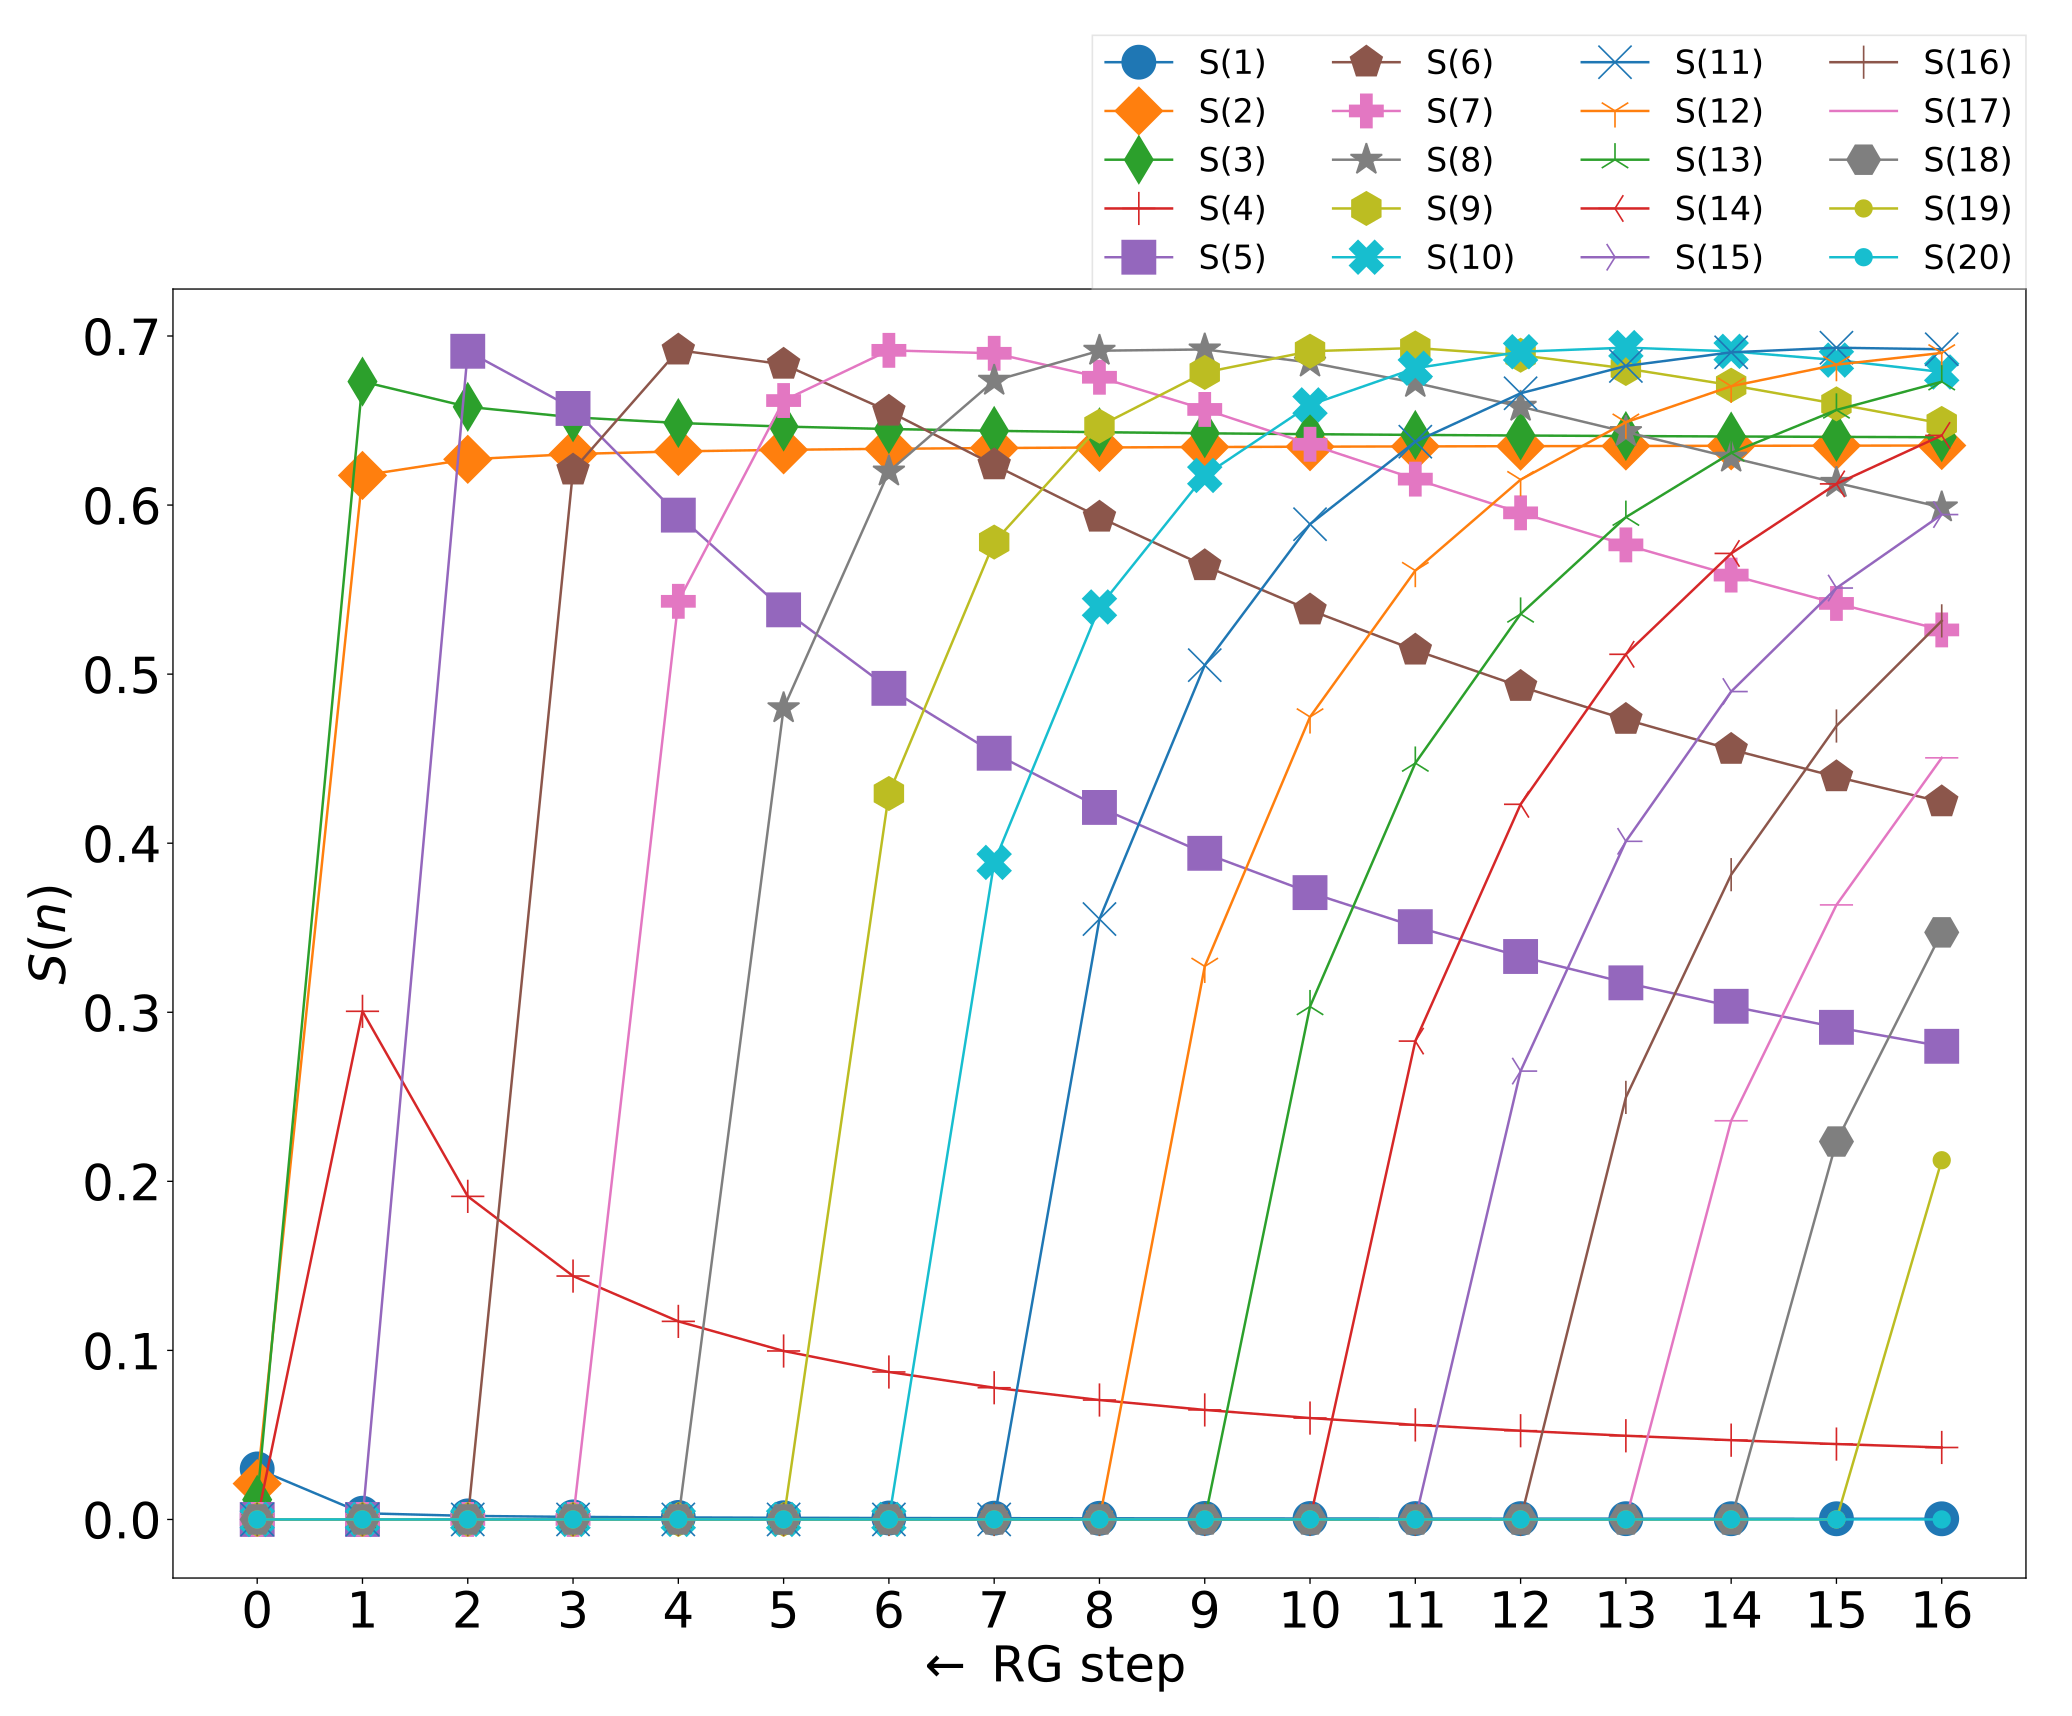 S(1) S(6) S(11) S(16)
S(2) S(7) S(12) S(17)
S(3) S(8) S(13) S(18)
S(4) S(9) S(14) S(19)
S(5) S(10) S(15) S(20)
0.7
0.6
0.5
0.4
0.3
0.2
0.1
0.0
S(n)
0 1 2 3 4 5 6 7 8 9 10 11 12 13 14 15 16
← RG step